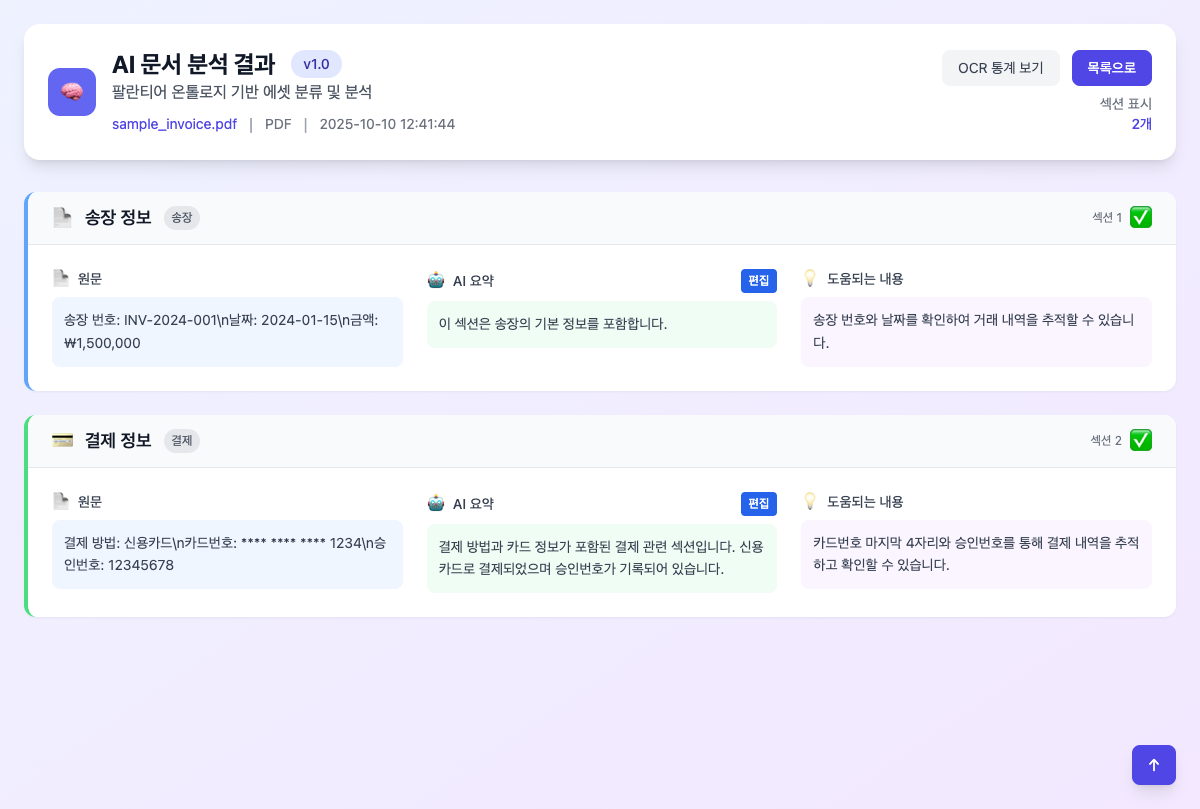 AI 문서 분석 결과 v1.0
팔란티어 온톨로지 기반 에셋 분류 및 분석
sample_invoice.pdf | PDF | 2025-10-10 12:41:44
OCR 통계 보기 목록으로
섹션 표시
2개
송장 정보 송장
섹션 1
원문
송장 번호: INV-2024-001\n날짜: 2024-01-15\n금액:
₩1,500,000
AI 요약 편집
이 섹션은 송장의 기본 정보를 포함합니다.
도움되는 내용
송장 번호와 날짜를 확인하여 거래 내역을 추적할 수 있습니
다.
결제 정보 결제
섹션 2
원문
결제 방법: 신용카드\n카드번호: **** **** **** 1234\n승
인번호: 12345678
AI 요약 편집
결제 방법과 카드 정보가 포함된 결제 관련 섹션입니다. 신용
카드로 결제되었으며 승인번호가 기록되어 있습니다.
도움되는 내용
카드번호 마지막 4자리와 승인번호를 통해 결제 내역을 추적
하고 확인할 수 있습니다.